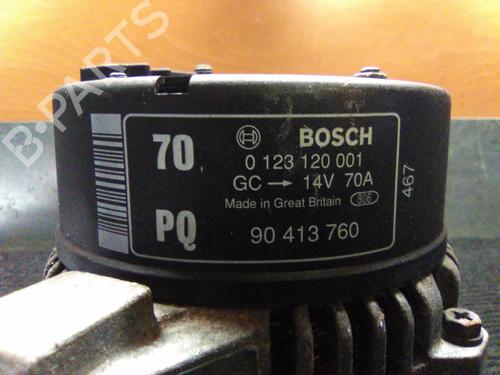 B-PARTS
70
PQ
BOSCH
0 123 120 001
GC → 14V 70A
Made in Great Britain 806
90 413 760
467